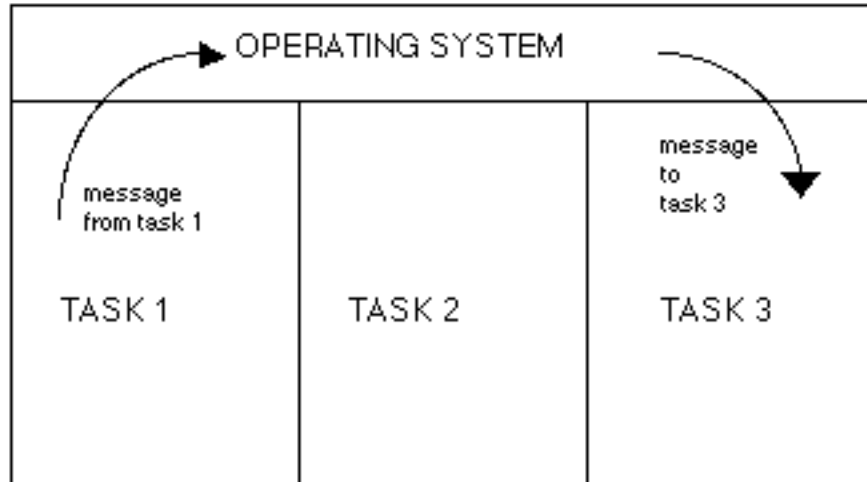 OPERATING SYSTEM
message
from task 1
message
to
task 3
TASK 1
TASK 2
TASK 3